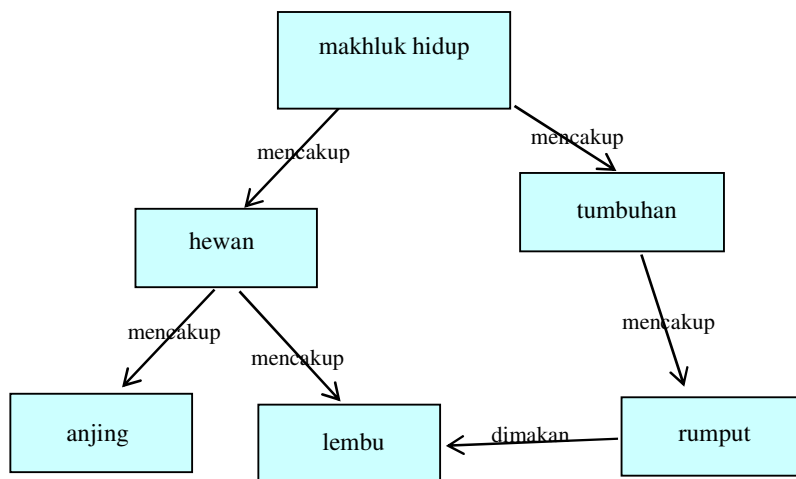 makhluk hidup
mencakup
mencakup
tumbuhan
hewan
mencakup
mencakup
mencakup
anjing
lembu
dimakan
rumput